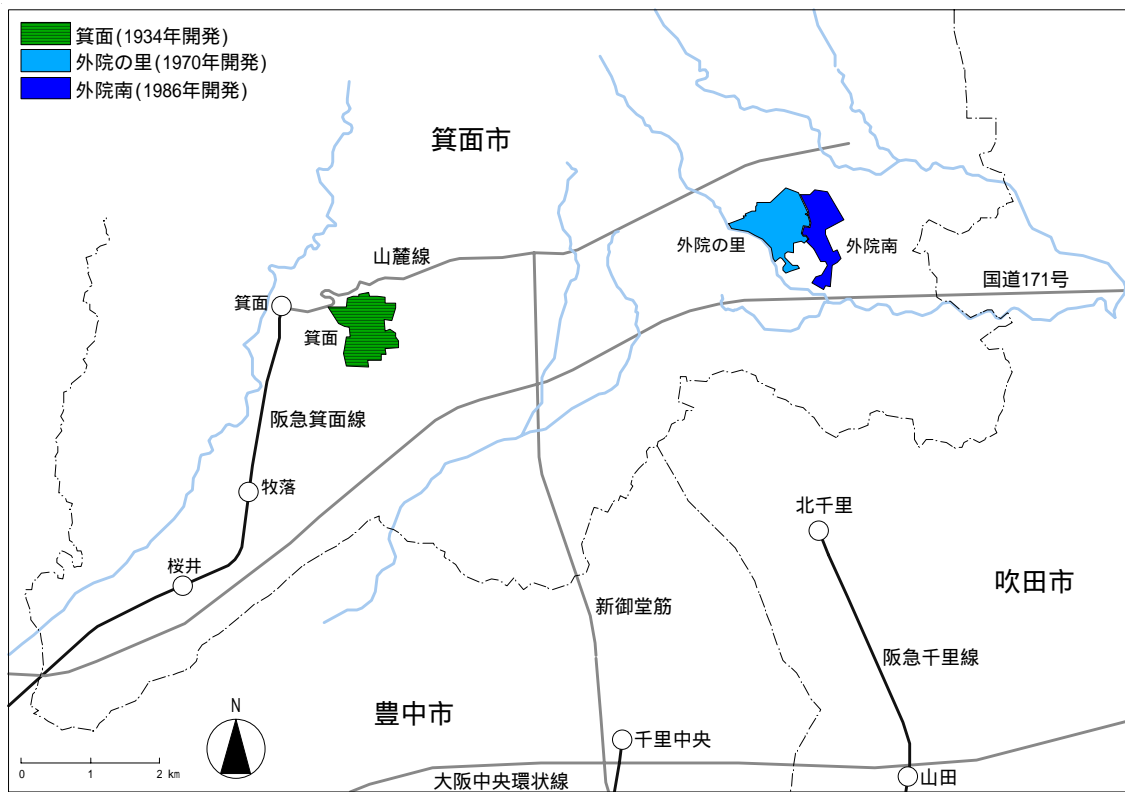 箕面(1934年開発)
外院の里(1970年開発)
外院南(1986年開発)
箕面市
山麓線
外院の里
外院南
国道171号
箕面
箕面
阪急箕面線
牧落
北千里
桜井
吹田市
新御堂筋
阪急千里線
豊中市
N
千里中央
0 1 2 km
大阪中央環状線
山田